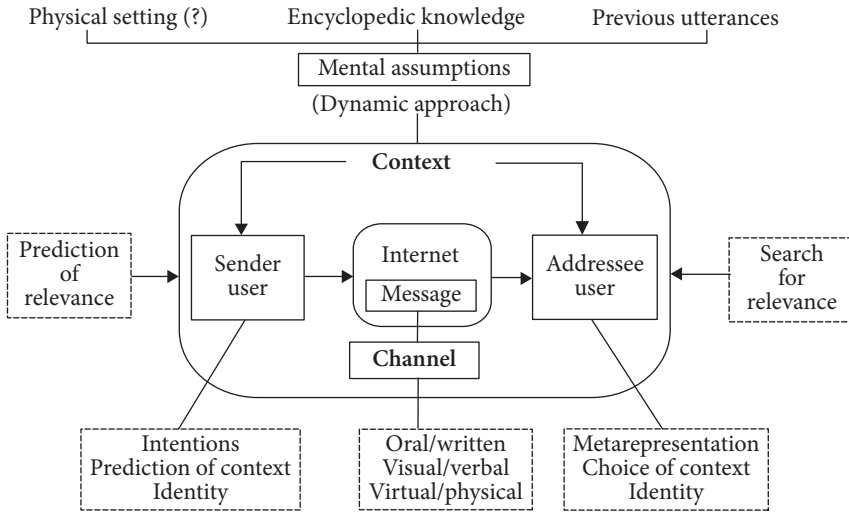 Physical setting (?)
Encyclopedic knowledge
Previous utterances
Mental assumptions
(Dynamic approach)
Context
Prediction
of
relevance
Sender
user
Internet
Message
Addressee
user
Search
for
relevance
Channel
Intentions
Prediction of context
Identity
Oral/written
Visual/verbal
Virtual/physical
Metarepresentation
Choice of context
Identity